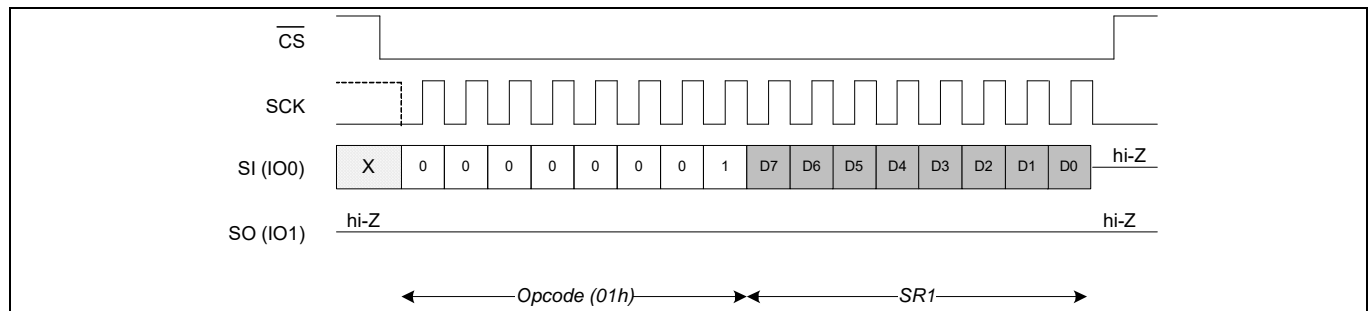 CS
SCK
SI (IO0) X 0 0 0 0 0 0 0 1 D7 D6 D5 D4 D3 D2 D1 D0 hi-Z
hi-Z hi-Z
SO (IO1)
Opcode (01h) SR1